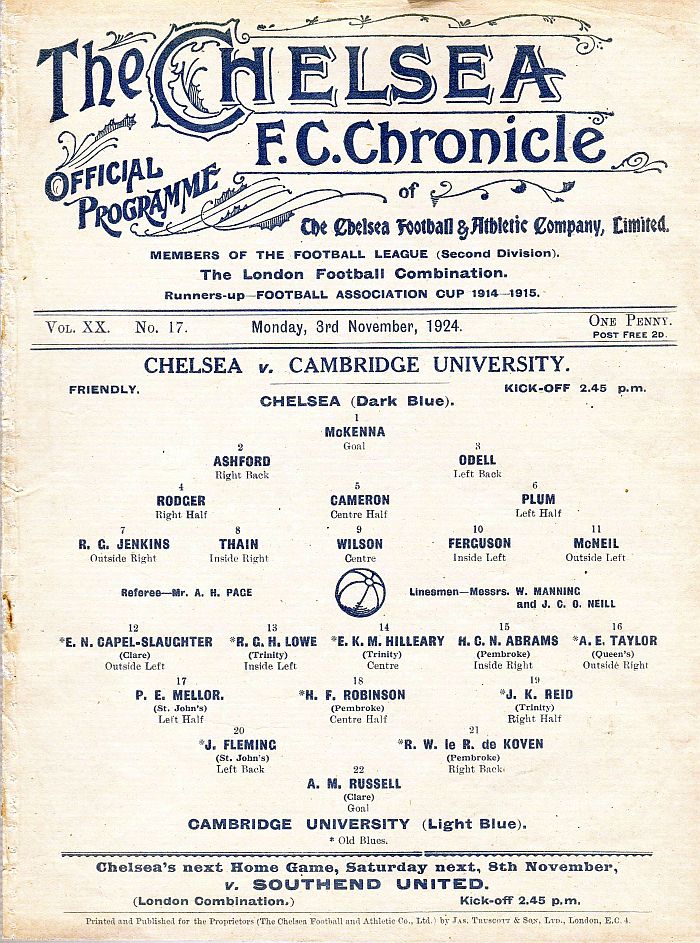 The CHELSEA
F.C. Chronicle
OFFICIAL PROGRAMME of
The Chelsea Football & Athletic Company, Limited.
MEMBERS OF THE FOOTBALL LEAGUE (Second Division).
The London Football Combination.
Runners-up—FOOTBALL ASSOCIATION CUP 1914-1915.
VOL. XX. No. 17. Monday, 3rd November, 1924. ONE PENNY.
POST FREE 2D.
CHELSEA v. CAMBRIDGE UNIVERSITY.
FRIENDLY. KICK-OFF 2.45 p.m.
CHELSEA (Dark Blue).
1
McKENNA
Goal
2 3
ASHFORD ODELL
Right Back Left Back
4 5 6
RODGER CAMERON PLUM
Right Half Centre Half Left Half
7 8 9 10 11
R. G. JENKINS THAIN WILSON FERGUSON McNEIL
Outside Right Inside Right Centre Inside Left Outside Left
Referee—Mr. A. H. PAGE Linesmen—Messrs. W. MANNING
and J. C. O. NEILL
12 13 14 15 16
*E. N. CAPEL-SLAUGHTER *R. G. H. LOWE *E. K. M. HILLEARY H. C. N. ABRAMS *A. E. TAYLOR
(Clare) (Trinity) (Trinity) (Pembroke) (Queen's)
Outside Left Inside Left Centre Inside Right Outside Right
17 18 19
P. E. MELLOR. *H. F. ROBINSON *J. K. REID
(St. John's) (Pembroke) (Trinity)
Left Half Centre Half Right Half
20 21
*J. FLEMING *R. W. le R. de KOVEN
(St. John's) (Pembroke)
Left Back Right Back
22
A. M. RUSSELL
(Clare)
Goal
CAMBRIDGE UNIVERSITY (Light Blue).
* Old Blues.
Chelsea's next Home Game, Saturday next, 8th November,
v. SOUTHEND UNITED.
(London Combination.) Kick-off 2.45 p.m.
Printed and Published for the Proprietors (The Chelsea Football and Athletic Co., Ltd.) by JAS. TRUSCOTT & SON, LTD., London, E.C. 4.